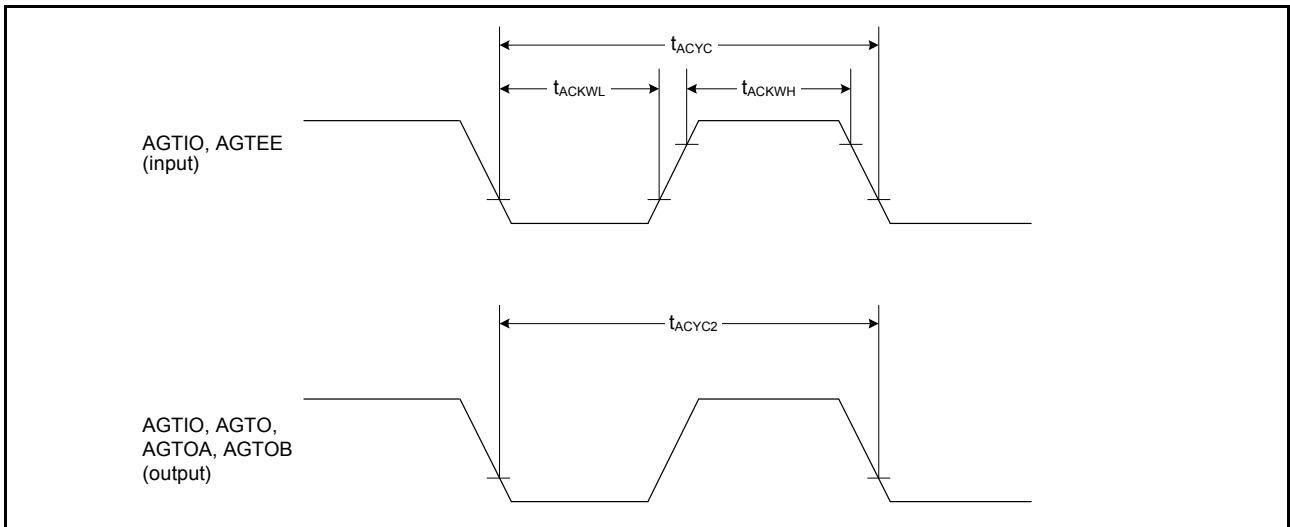 tACYC
tACKWL
tACKWH
AGTIO, AGTEE
(input)
tACYC2
AGTIO, AGTO,
AGTOA, AGTOB
(output)